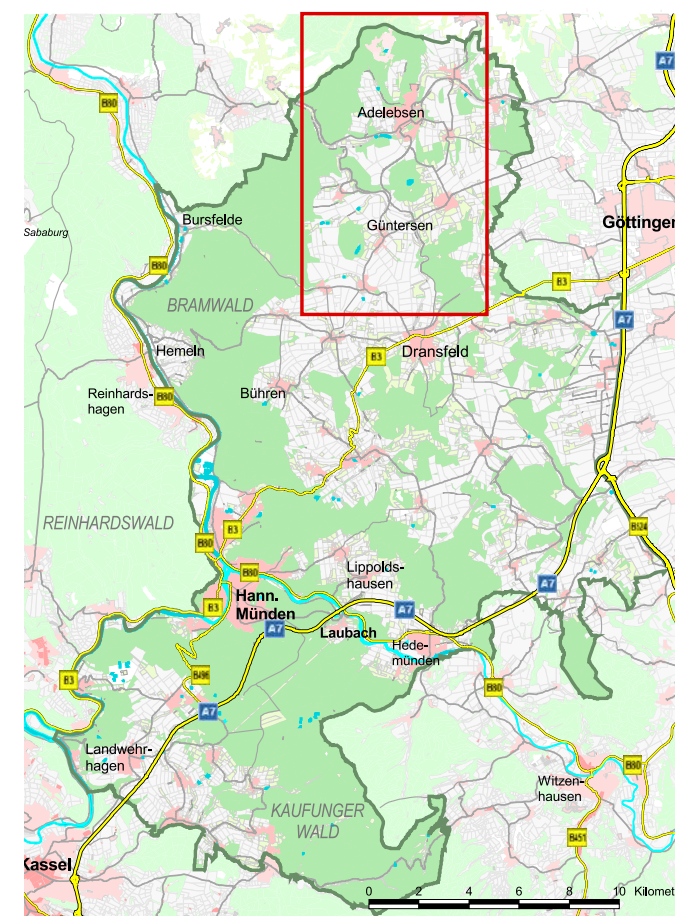 A7
B80
Adelebsen
Bursfelde
Göttingen
Sababurg
Güntersen
B80
B3
BRAMWALD
A7
Hemeln
B3
Dransfeld
Reinhards-
hagen
B80
Bühren
REINHARDSWALD
B3
B80
Lippolds-
hausen
B80
A7
Hann.
Münden
B3
A7
Laubach
A7
Hede-
münden
B3
B496
B80
A7
Landwehr-
hagen
B80
Witzen-
hausen
KAUFUNGER
WALD
B451
Kassel
0 2 4 6 8 10 Kilomet